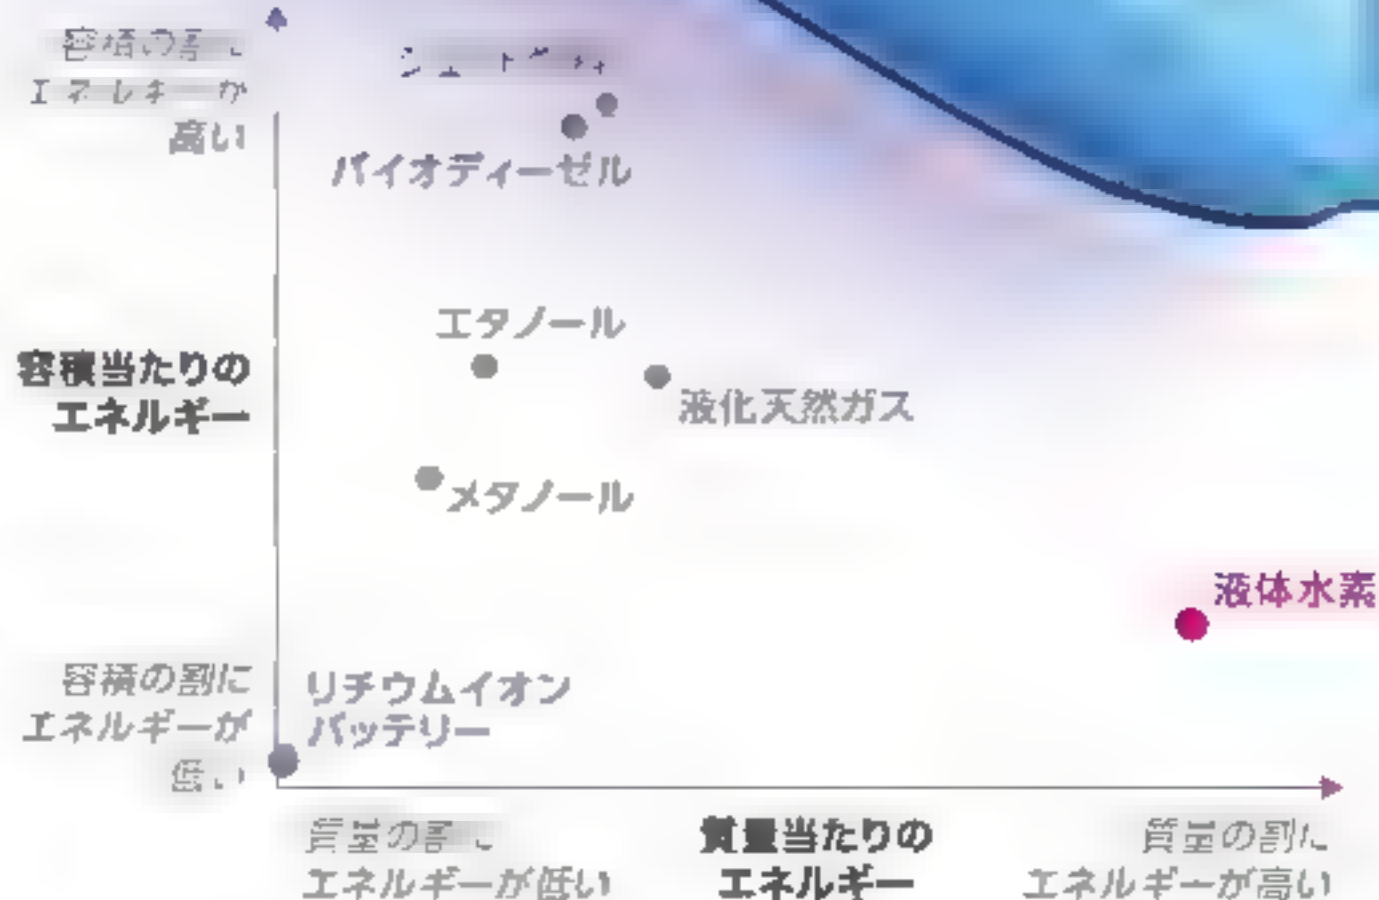 容積の割に
エネルギーが
高い
バイオディーゼル
エタノール
容積当たりの
エネルギー
液化天然ガス
メタノール
液体水素
容積の割に
エネルギーが
低い
リチウムイオン
バッテリー
質量の割に
エネルギーが低い
質量当たりの
エネルギー
質量の割に
エネルギーが高い